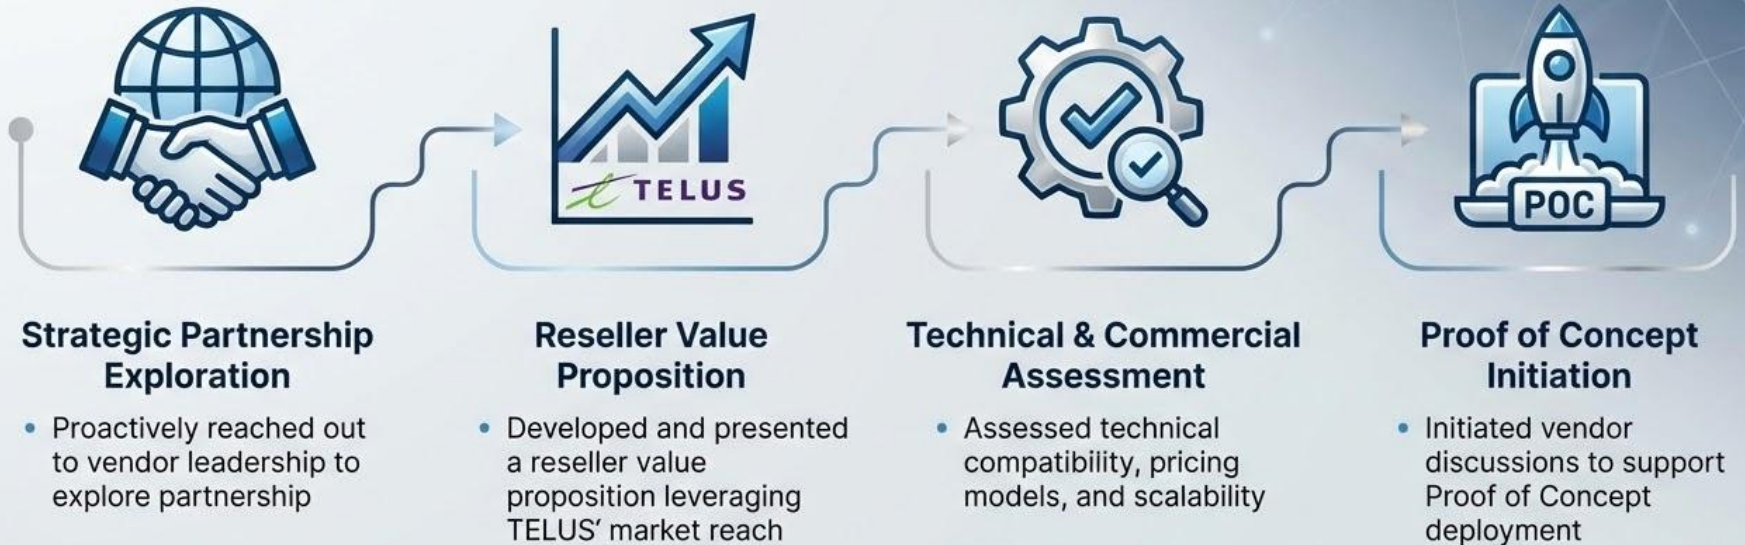 TELUS
POC
Strategic Partnership
Exploration
• Proactively reached out
to vendor leadership to
explore partnership
Reseller Value
Proposition
• Developed and presented
a reseller value
proposition leveraging
TELUS‘ market reach
Technical & Commercial
Assessment
• Assessed technical
compatibility, pricing
models, and scalability
Proof of Concept
Initiation
• Initiated vendor
discussions to support
Proof of Concept
deployment